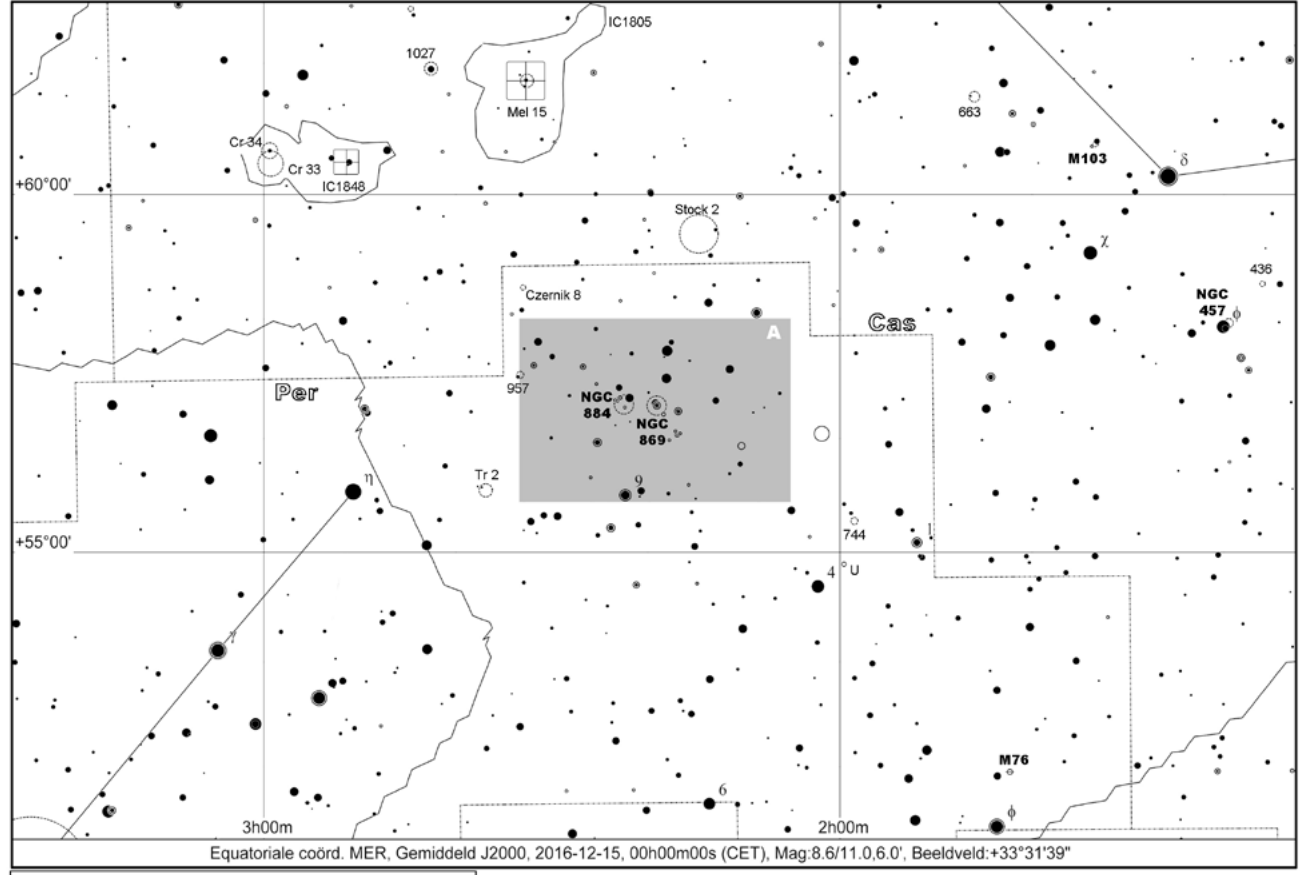 IC1805
1027
Mel 15
663
Cr 34
Cr 33
IC1848
M103
δ
+60°00'
Stock 2
χ
436
Czernik 8
NGC
457
φ
Cas
A
957
Per
NGC
884
NGC
869
η
Tr 2
9
744
1
+55°00'
4
U
γ
M76
6
φ
3h00m
2h00m
Equatoriale coörd. MER, Gemiddeld J2000, 2016-12-15, 00h00m00s (CET), Mag:8.6/11.0,6.0', Beeldveld:+33°31'39"